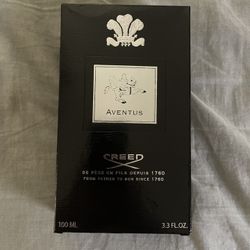 AVENTUS
CREED
DE PÈRE EN FILS DEPUIS 1760
FROM FATHER TO SON SINCE 1760
100 ML 3.3 FL.OZ.